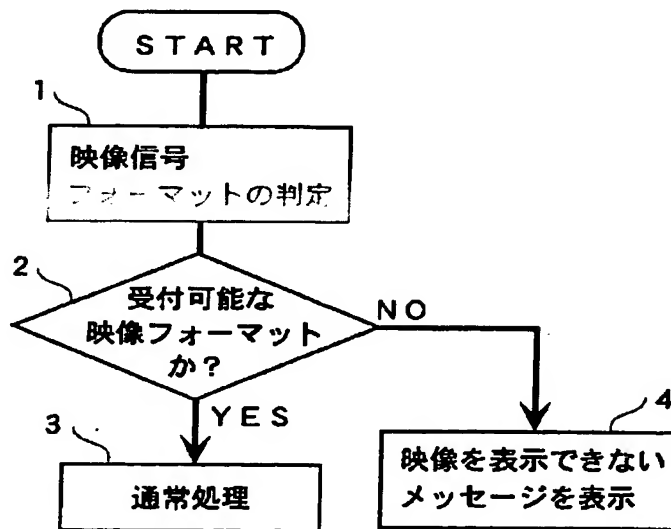 START
1
映像信号
フォーマットの判定
2
受付可能な
映像フォーマット
か？
NO
YES
3
通常処理
4
映像を表示できない
メッセージを表示